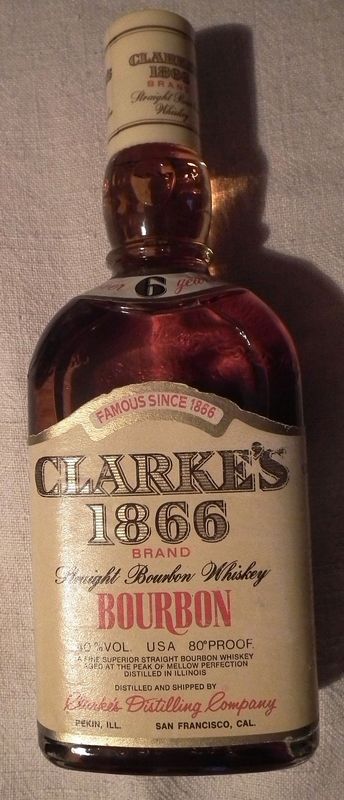 CLARKE'S
1866
BRAND
Straight
Whiskey
6
FAMOUS SINCE 1866
CLARKE'S
1866
BRAND
Straight Bourbon Whiskey
BOURBON
40%VOL. USA 80°PROOF.
A FINE SUPERIOR STRAIGHT BOURBON WHISKEY
AGED AT THE PEAK OF MELLOW PERFECTION
DISTILLED IN ILLINOIS
DISTILLED AND SHIPPED BY
Clarke's Distilling Company
PEKIN, ILL. SAN FRANCISCO, CAL.